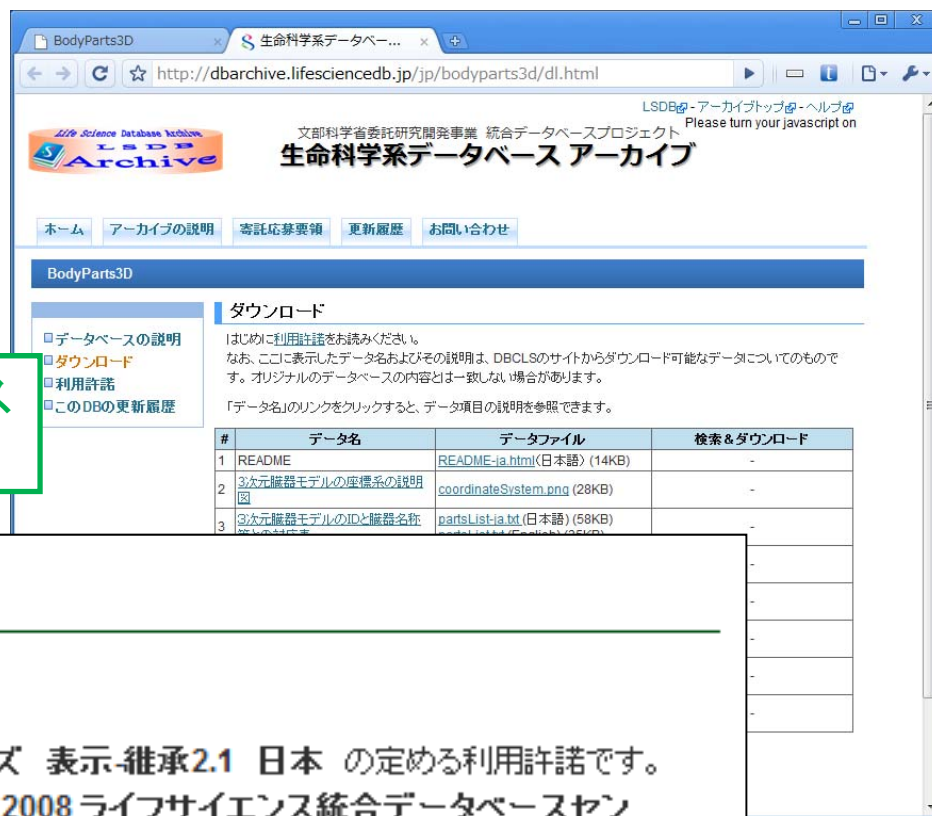 BodyParts3D
生命科学系データベー...
http://dbarchive.lifesciencedb.jp/jp/bodyparts3d/dl.html
LSDB - アーカイブトップ - ヘルプ
Please turn your javascript on
Life Science Database Archive
LSDB
Archive
文部科学省委託研究開発事業 統合データベースプロジェクト
生命科学系データベース アーカイブ
ホーム アーカイブの説明 寄託応募要領 更新履歴 お問い合わせ
BodyParts3D
データベースの説明
ダウンロード
利用許諾
このDBの更新履歴
ダウンロード
はじめに利用許諾をお読みください。
なお、ここに表示したデータ名およびその説明は、DBCLSのサイトからダウンロード可能なデータについてのもので
す。オリジナルのデータベースの内容とは一致しない場合があります。
「データ名」のリンクをクリックすると、データ項目の説明を参照できます。
# データ名 データファイル 検索&ダウンロード
1 README README-ja.html(日本語) (14KB) -
2 3次元臓器モデルの座標系の説明図 coordinateSystem.png (28KB) -
3 3次元臓器モデルのIDと臓器名称等との対応表 partsList-ja.txt (日本語) (58KB) -
partsList.txt (English) (35KB)
-
-
-
-
-
ス
ズ 表示-継承2.1 日本 の定める利用許諾です。
2008 ライフサイエンス統合データベースセン